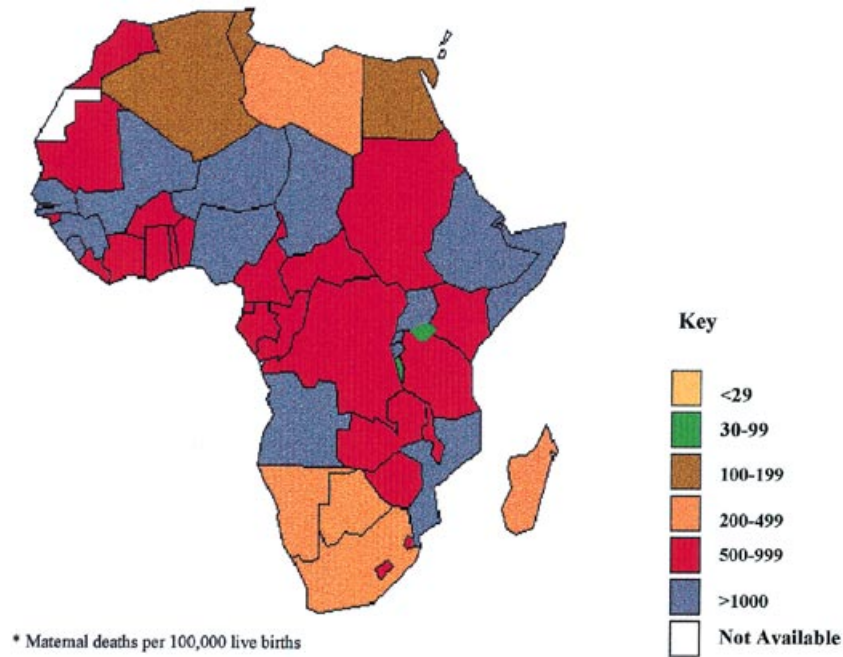 Key
<29
30-99
100-199
200-499
500-999
>1000
Not Available
* Maternal deaths per 100,000 live births